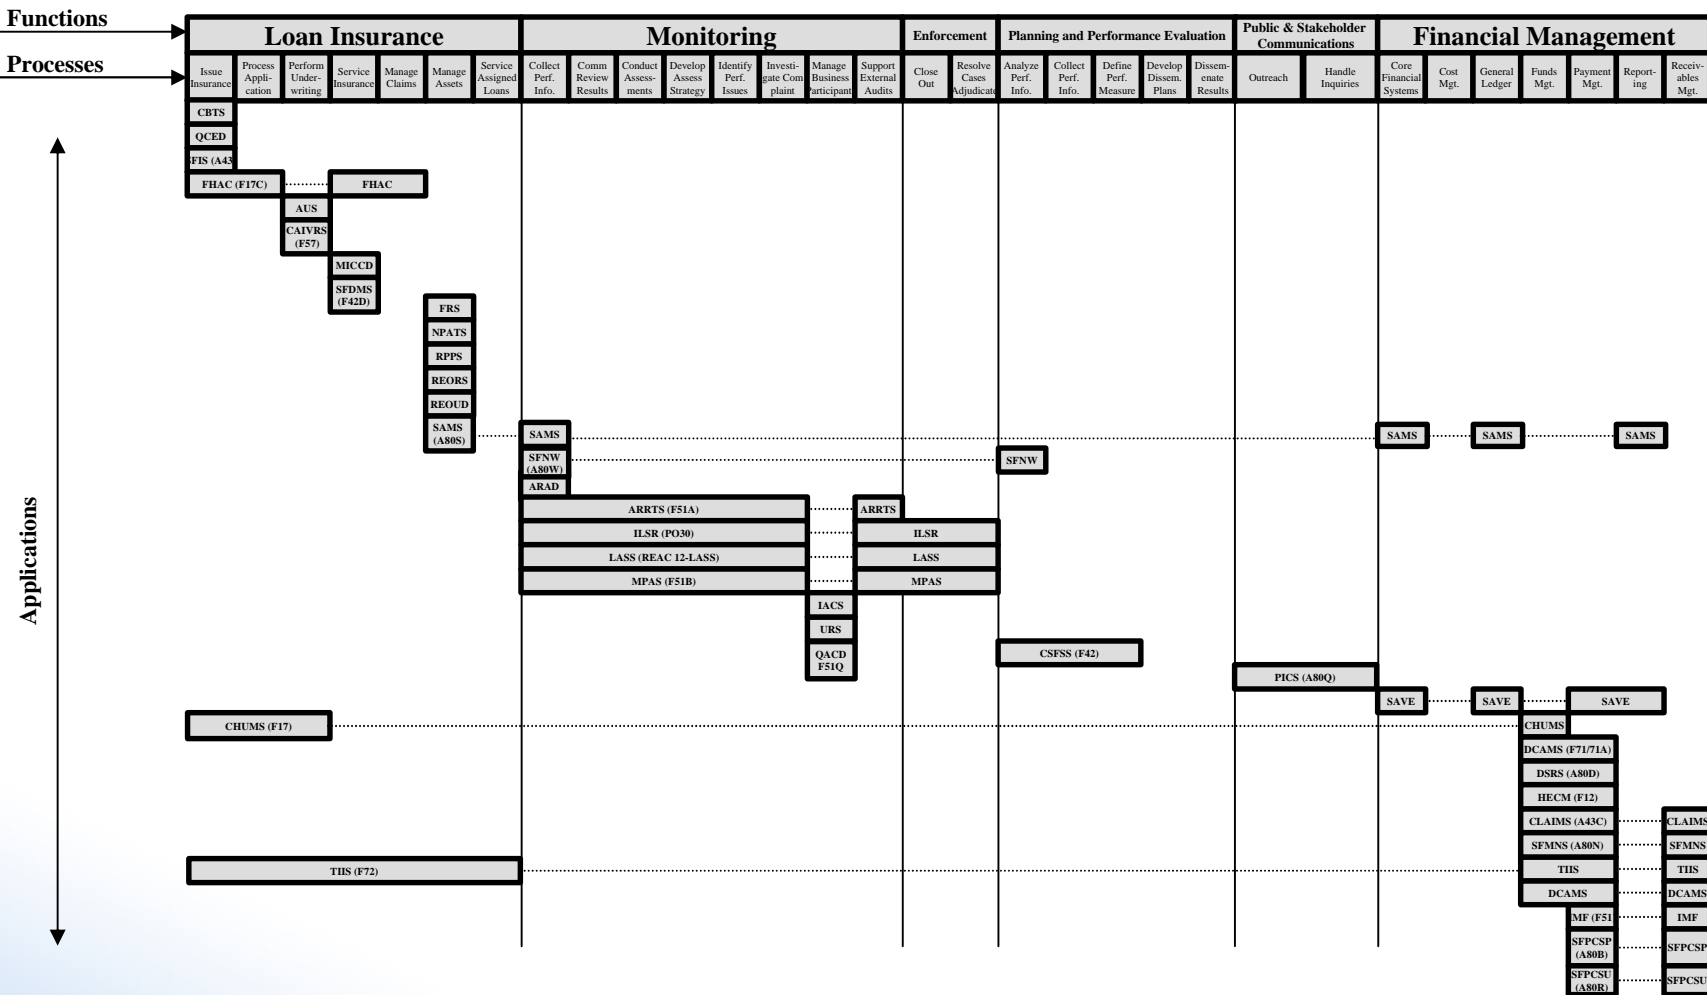 Functions
Processes
Loan Insurance
Monitoring
Enforcement
Planning and Performance Evaluation
Public & Stakeholder
Communications
Financial Management
Issue
Insurance
Process
Appli-
cation
Perform
Under-
writing
Service
Insurance
Manage
Claims
Manage
Assets
Service
Assigned
Loans
Collect
Perf.
Info.
Comm
Review
Results
Conduct
Assess-
ments
Develop
Assess
Strategy
Identify
Perf.
Issues
Investi-
gate Com
plaint
Manage
Business
Participant
Support
External
Audits
Close
Out
Resolve
Cases
Adjudicate
Analyze
Perf.
Info.
Collect
Perf.
Info.
Define
Perf.
Measure
Develop
Dissem.
Plans
Dissem-
enate
Results
Outreach
Handle
Inquiries
Core
Financial
Systems
Cost
Mgt.
General
Ledger
Funds
Mgt.
Payment
Mgt.
Report-
ing
Receiv-
ables
Mgt.
Applications
CBTS
QCED
SFIS (A43
FHAC (F17C)
FHAC
AUS
CAIVRS
(F57)
MICCD
SFDMS
(F42D)
FRS
NPATS
RPPS
REORS
REOUD
SAMS
(A80S)
SAMS
SAMS
SAMS
SAMS
SFNW
(A80W)
SFNW
ARAD
ARRTS (F51A)
ARRTS
ILSR (PO30)
ILSR
LASS (REAC 12-LASS)
LASS
MPAS (F51B)
MPAS
IACS
URS
QACD
F51Q
CSFSS (F42)
PICS (A80Q)
SAVE
SAVE
SAVE
CHUMS (F17)
CHUMS
DCAMS (F71/71A)
DSRS (A80D)
HECM (F12)
CLAIMS (A43C)
CLAIMS
SFMNS (A80N)
SFMNS
TIIS (F72)
TIIS
TIIS
DCAMS
DCAMS
IMF (F51
IMF
SFPCSP
(A80B)
SFPCSP
SFPCSU
(A80R)
SFPCSU